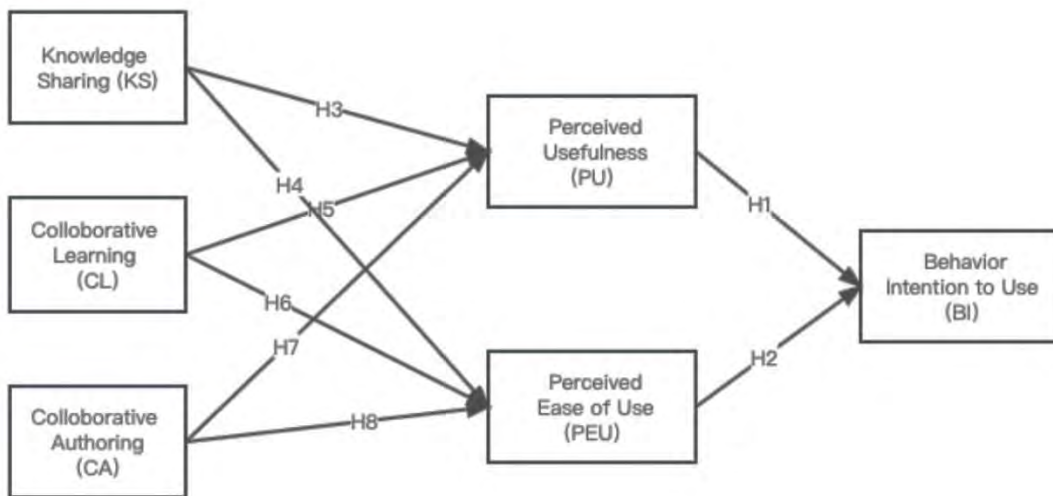 Knowledge
Sharing (KS)
H3
Perceived
Usefulness
(PU)
H4
H5
H1
Colloborative
Learning
(CL)
Behavior
Intention to Use
(BI)
H6
H7
H2
Perceived
Ease of Use
(PEU)
Colloborative
Authoring
(CA)
H8